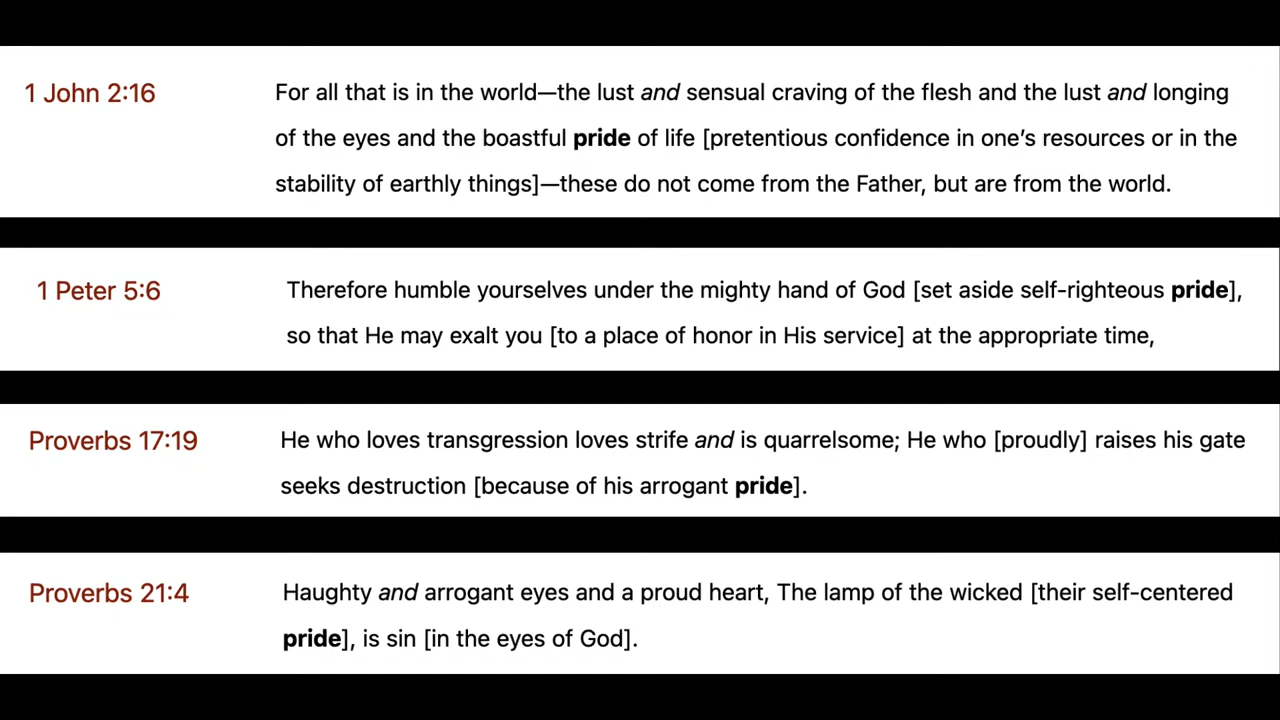 1 John 2:16
For all that is in the world—the lust and sensual craving of the flesh and the lust and longing
of the eyes and the boastful pride of life [pretentious confidence in one’s resources or in the
stability of earthly things]—these do not come from the Father, but are from the world.
1 Peter 5:6
Therefore humble yourselves under the mighty hand of God [set aside self-righteous pride],
so that He may exalt you [to a place of honor in His service] at the appropriate time,
Proverbs 17:19
He who loves transgression loves strife and is quarrelsome; He who [proudly] raises his gate
seeks destruction [because of his arrogant pride].
Proverbs 21:4
Haughty and arrogant eyes and a proud heart, The lamp of the wicked [their self-centered
pride], is sin [in the eyes of God].